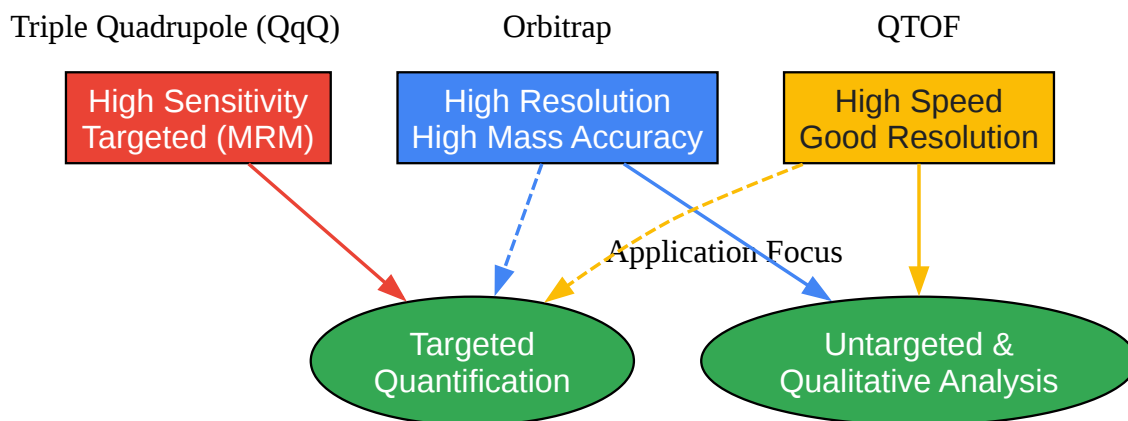 Triple Quadrupole (QqQ)
Orbitrap
QTOF
High Sensitivity
Targeted (MRM)
High Resolution
High Mass Accuracy
High Speed
Good Resolution
Application Focus
Targeted
Quantification
Untargeted &
Qualitative Analysis